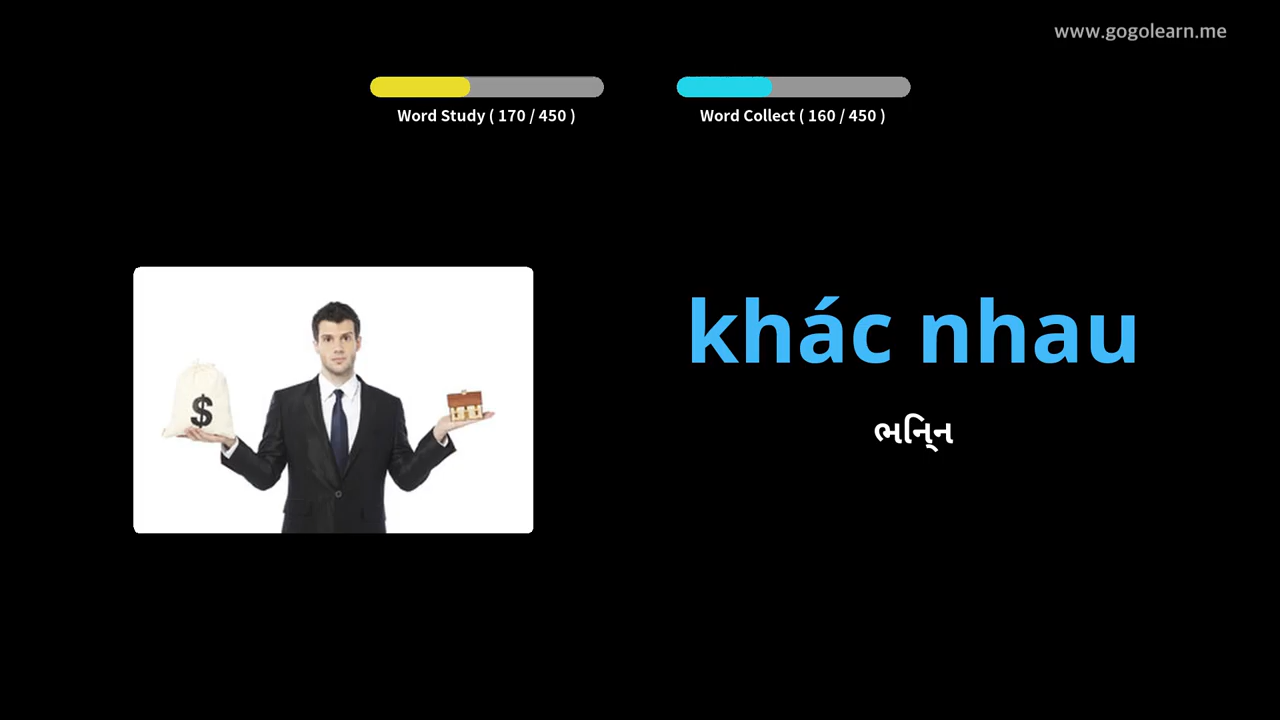 www.gogolearn.me
Word Study ( 170 / 450 )
Word Collect ( 160 / 450 )
$
khác nhau
ભિન્ન